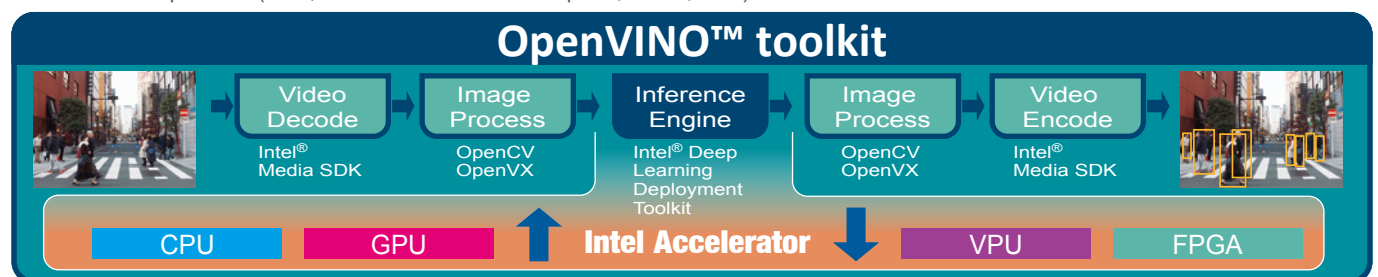 OpenVINO™ toolkit
Video
Decode
Image
Process
Inference
Engine
Image
Process
Video
Encode
Intel®
Media SDK
OpenCV
OpenVX
Intel® Deep
Learning
Deployment
Toolkit
OpenCV
OpenVX
Intel®
Media SDK
CPU
GPU
Intel Accelerator
VPU
FPGA